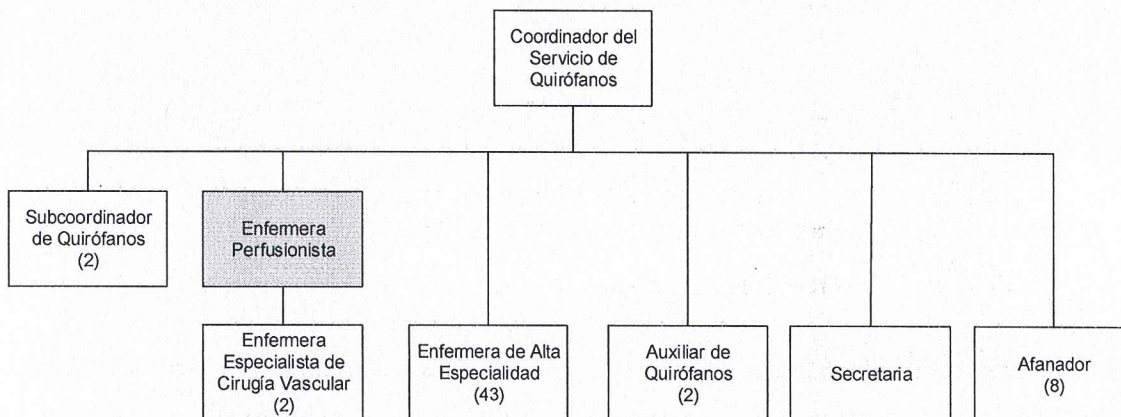 Coordinador del
Servicio de
Quirófanos
Subcoordinador
de Quirófanos
(2)
Enfermera
Perfusionista
Enfermera
Especialista de
Cirugía Vascular
(2)
Enfermera de Alta
Especialidad
(43)
Auxiliar de
Quirófanos
(2)
Secretaria
Afanador
(8)